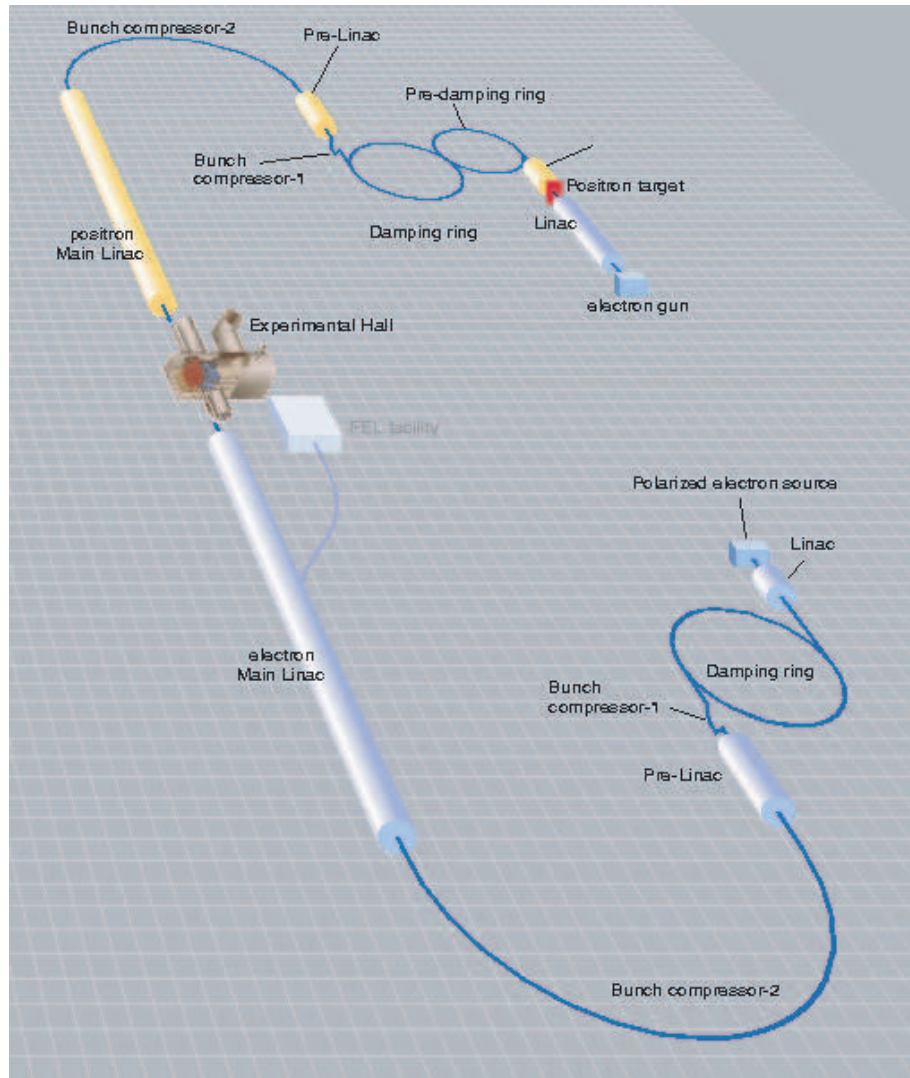 Bunch compressor-2
Pre-Linac
Pre-damping ring
Bunch
compressor-1
Positron target
Linac
Damping ring
positron
Main Linac
electron gun
Experimental Hall
FEL facility
Polarized electron source
Linac
electron
Main Linac
Damping ring
Bunch
compressor-1
Pre-Linac
Bunch compressor-2